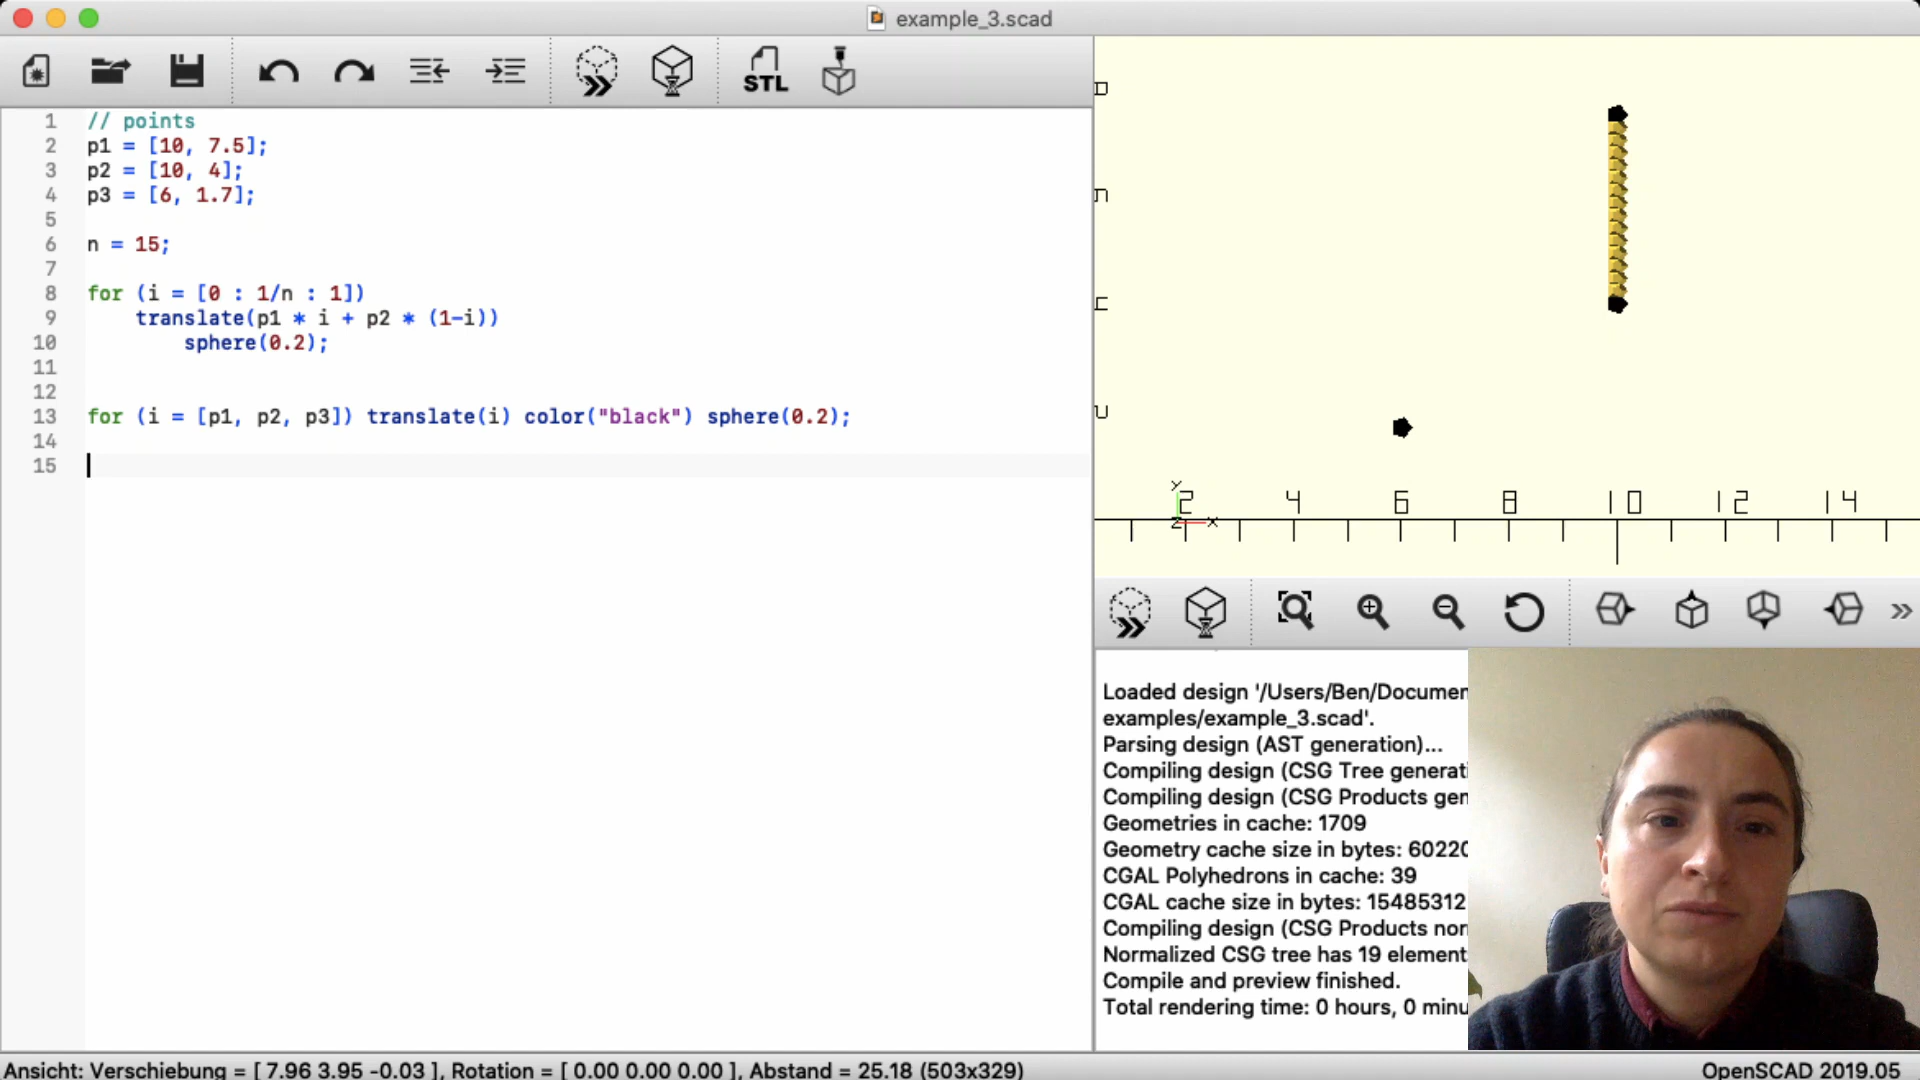 example_3.scad
STL
1 // points
2 p1 = [10, 7.5];
3 p2 = [10, 4];
4 p3 = [6, 1.7];
5
6 n = 15;
7
8 for (i = [0 : 1/n : 1])
9 translate(p1 * i + p2 * (1-i))
10 sphere(0.2);
11
12
13 for (i = [p1, p2, p3]) translate(i) color("black") sphere(0.2);
14
15
Y
Z X
2 4 6 8 10 12 14
Loaded design '/Users/Ben/Documen
examples/example_3.scad'.
Parsing design (AST generation)...
Compiling design (CSG Tree generati
Compiling design (CSG Products gen
Geometries in cache: 1709
Geometry cache size in bytes: 60220
CGAL Polyhedrons in cache: 39
CGAL cache size in bytes: 15485312
Compiling design (CSG Products nor
Normalized CSG tree has 19 element
Compile and preview finished.
Total rendering time: 0 hours, 0 minu
Ansicht: Verschiebung = [ 7.96 3.95 -0.03 ], Rotation = [ 0.00 0.00 0.00 ], Abstand = 25.18 (503x329)
OpenSCAD 2019.05